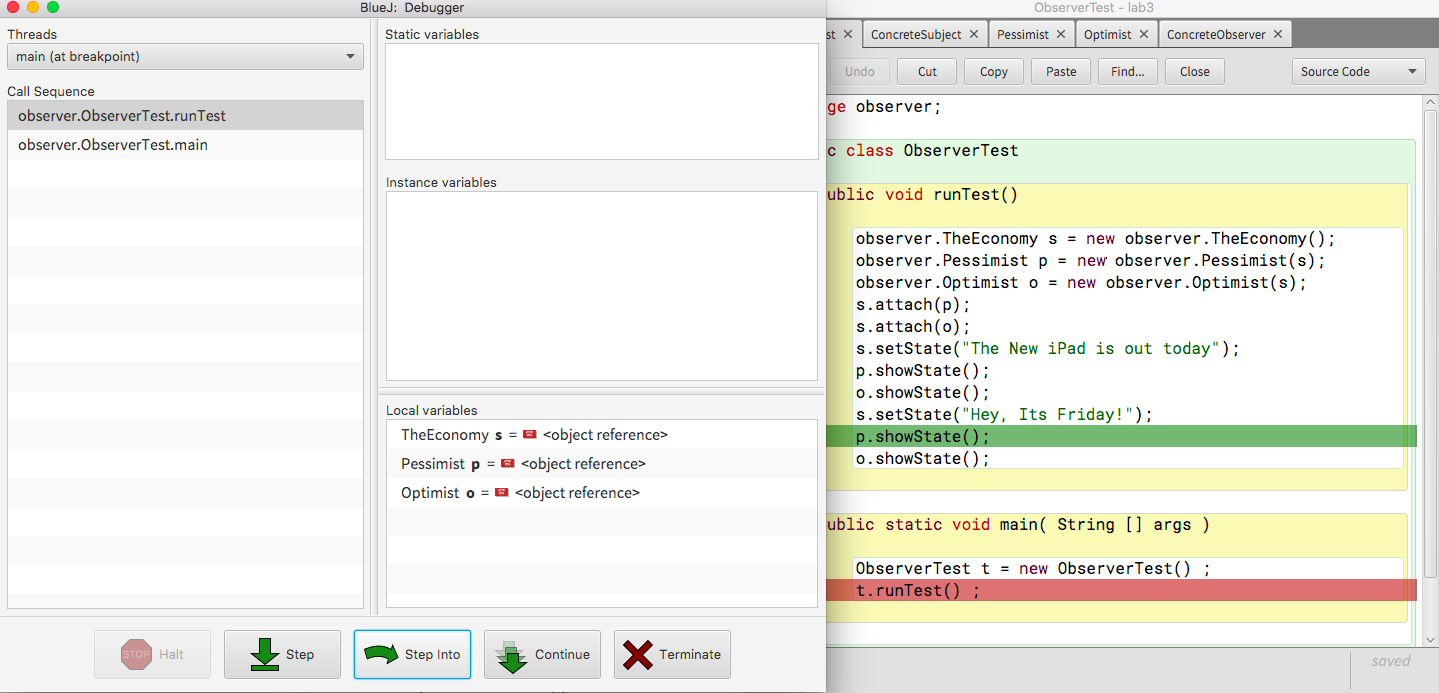 BlueJ: Debugger
Threads
main (at breakpoint)
Call Sequence
observer.ObserverTest.runTest
observer.ObserverTest.main
Static variables
Instance variables
Local variables
TheEconomy s = <object reference>
Pessimist p = <object reference>
Optimist o = <object reference>
STOP Halt
Step
Step Into
Continue
Terminate
ObserverTest - lab3
st ✕ ConcreteSubject ✕ Pessimist ✕ Optimist ✕ ConcreteObserver ✕
Undo Cut Copy Paste Find... Close Source Code
ge observer;
c class ObserverTest
ublic void runTest()
observer.TheEconomy s = new observer.TheEconomy();
observer.Pessimist p = new observer.Pessimist(s);
observer.Optimist o = new observer.Optimist(s);
s.attach(p);
s.attach(o);
s.setState("The New iPad is out today");
p.showState();
o.showState();
s.setState("Hey, Its Friday!");
p.showState();
o.showState();
ublic static void main( String [] args )
ObserverTest t = new ObserverTest() ;
t.runTest() ;
saved